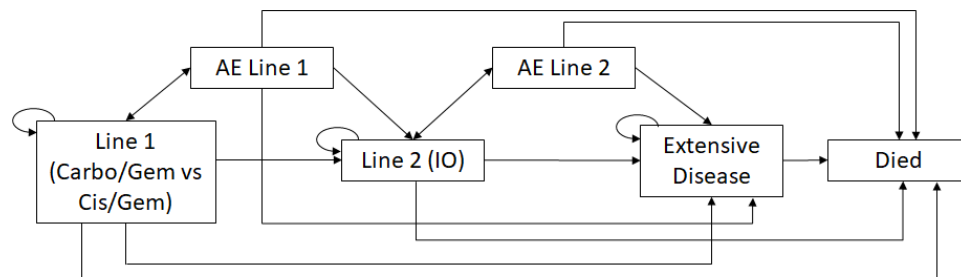 AE Line 1
AE Line 2
Line 1
(Carbo/Gem vs
Cis/Gem)
Line 2 (IO)
Extensive
Disease
Died